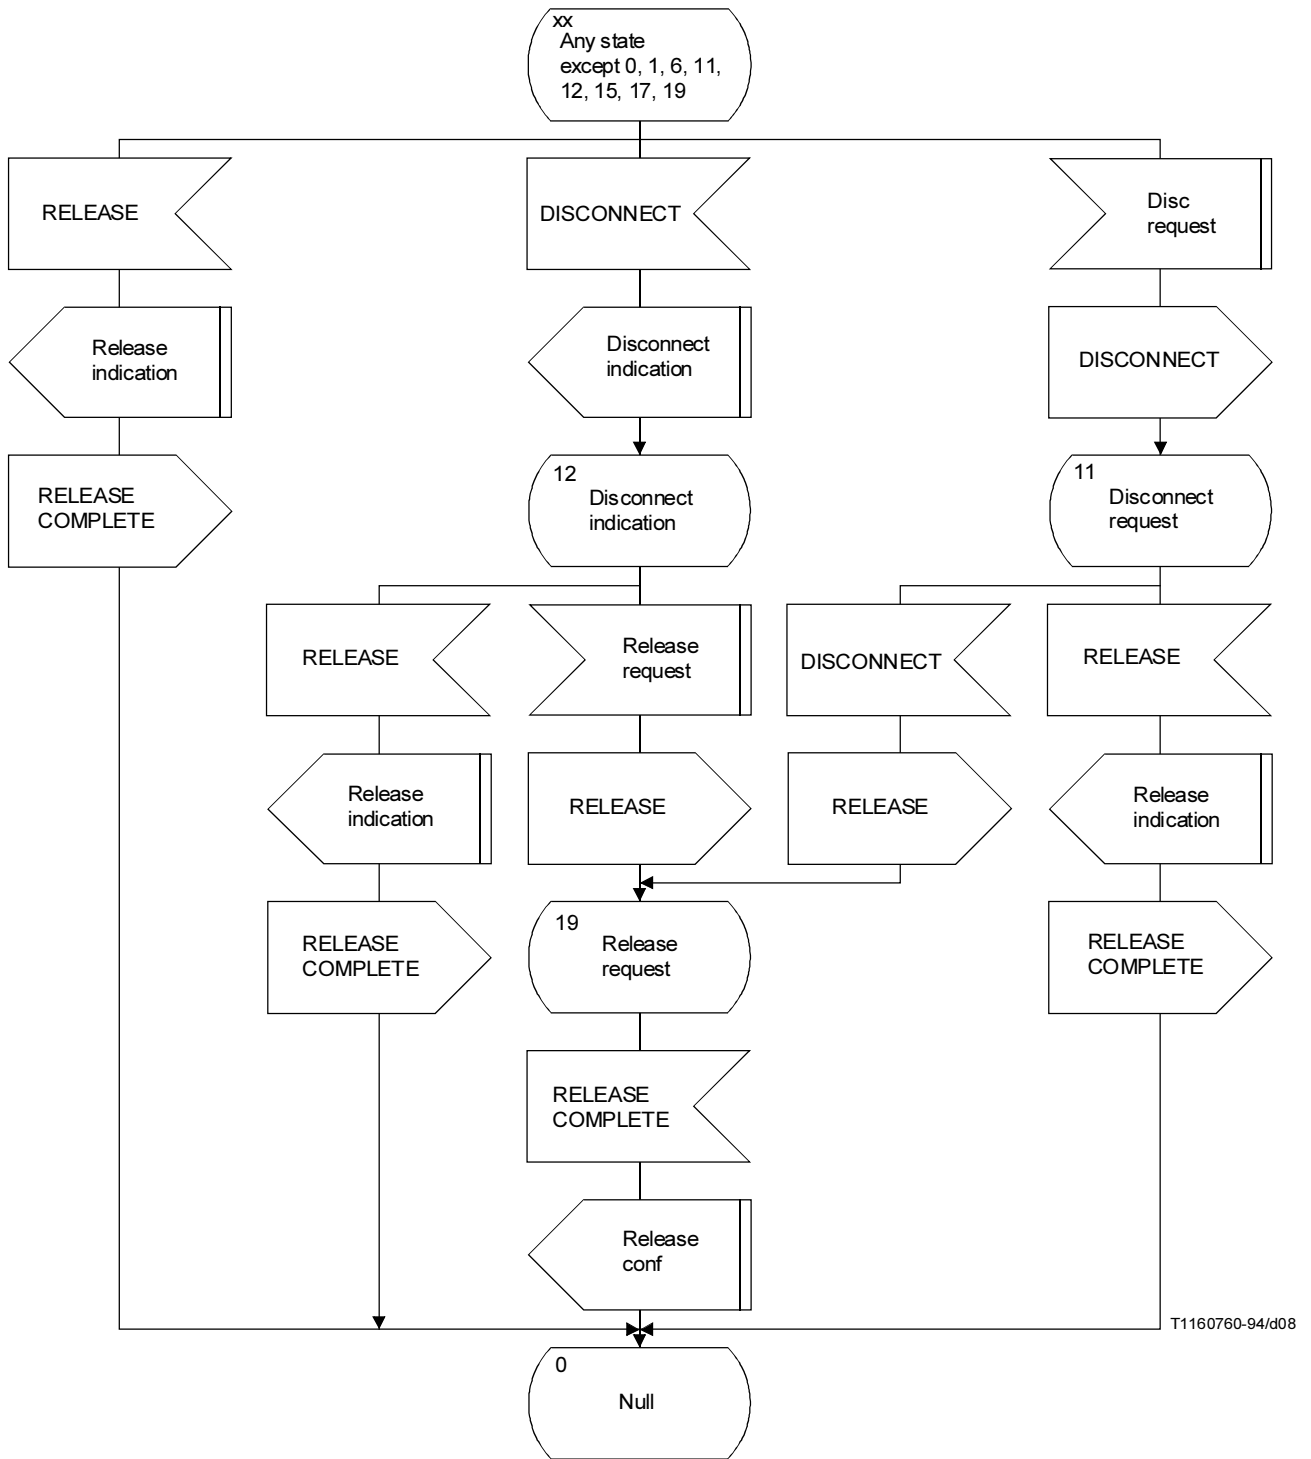 xx
Any state
except 0, 1, 6, 11,
12, 15, 17, 19
RELEASE
DISCONNECT
Disc
request
Release
indication
Disconnect
indication
DISCONNECT
RELEASE
COMPLETE
12
Disconnect
indication
11
Disconnect
request
RELEASE
Release
request
DISCONNECT
RELEASE
Release
indication
RELEASE
RELEASE
Release
indication
RELEASE
COMPLETE
19
Release
request
RELEASE
COMPLETE
RELEASE
COMPLETE
Release
conf
T1160760-94/d08
0
Null